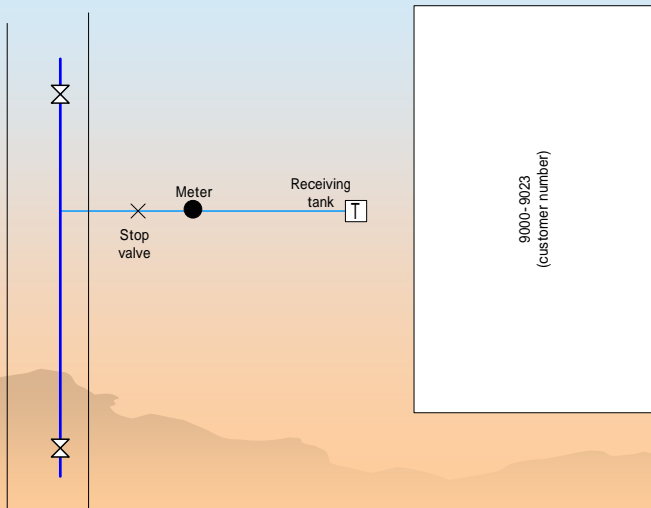 Meter
Receiving
tank
T
Stop
valve
9000-9023
(customer number)